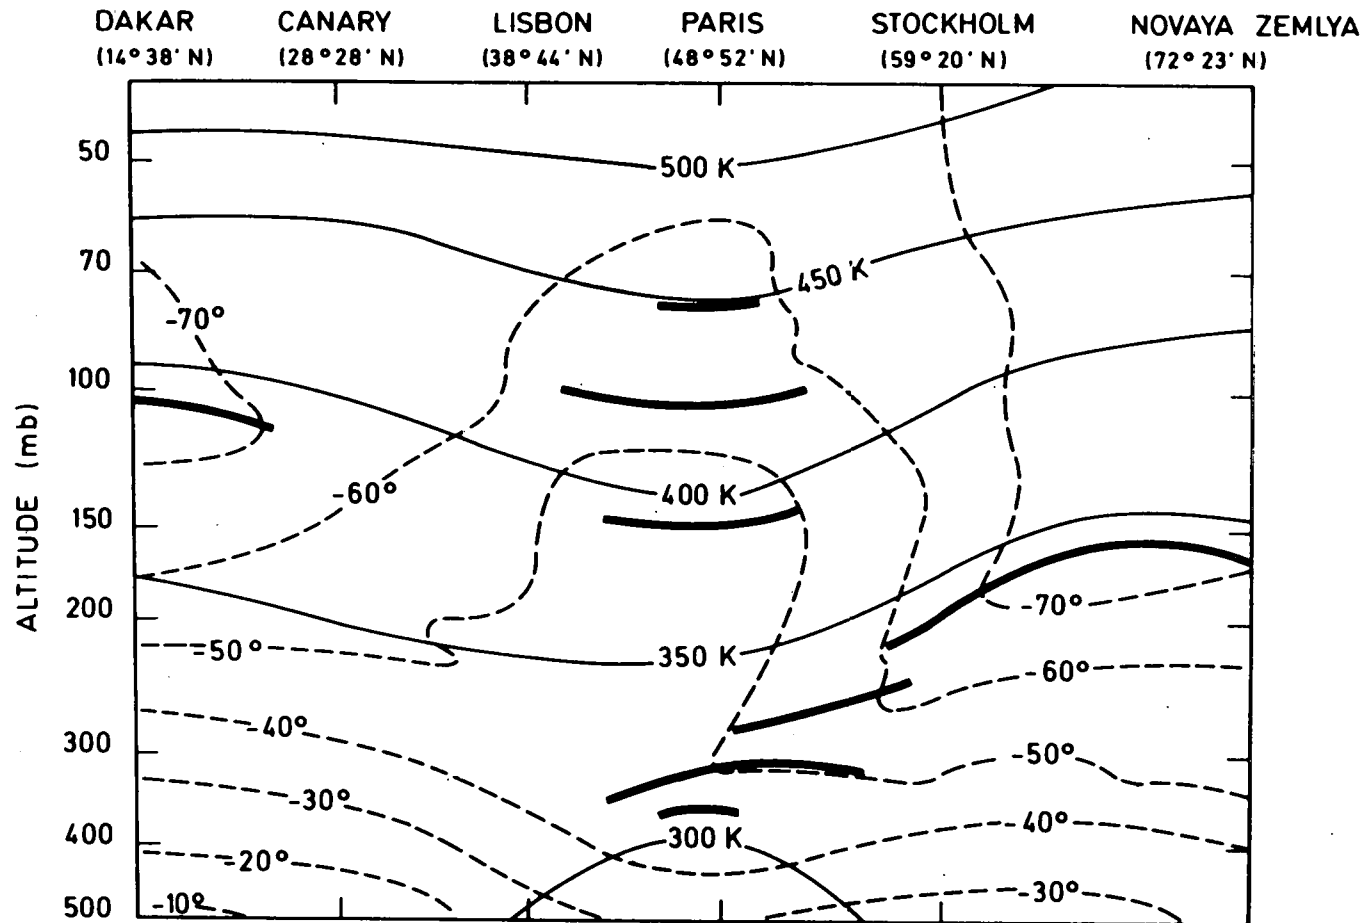 DAKAR CANARY LISBON PARIS STOCKHOLM NOVAYA ZEMLYA
(14°38'N) (28°28'N) (38°44'N) (48°52'N) (59°20'N) (72°23'N)
50
500 K
70
450 K
-70°
100
-60°
400 K
150
-70°
200
-50°
350 K
-60°
-40°
300
-50°
-30°
300 K
40°
400
-20°
-30°
-10°
500
ALTITUDE (mb)